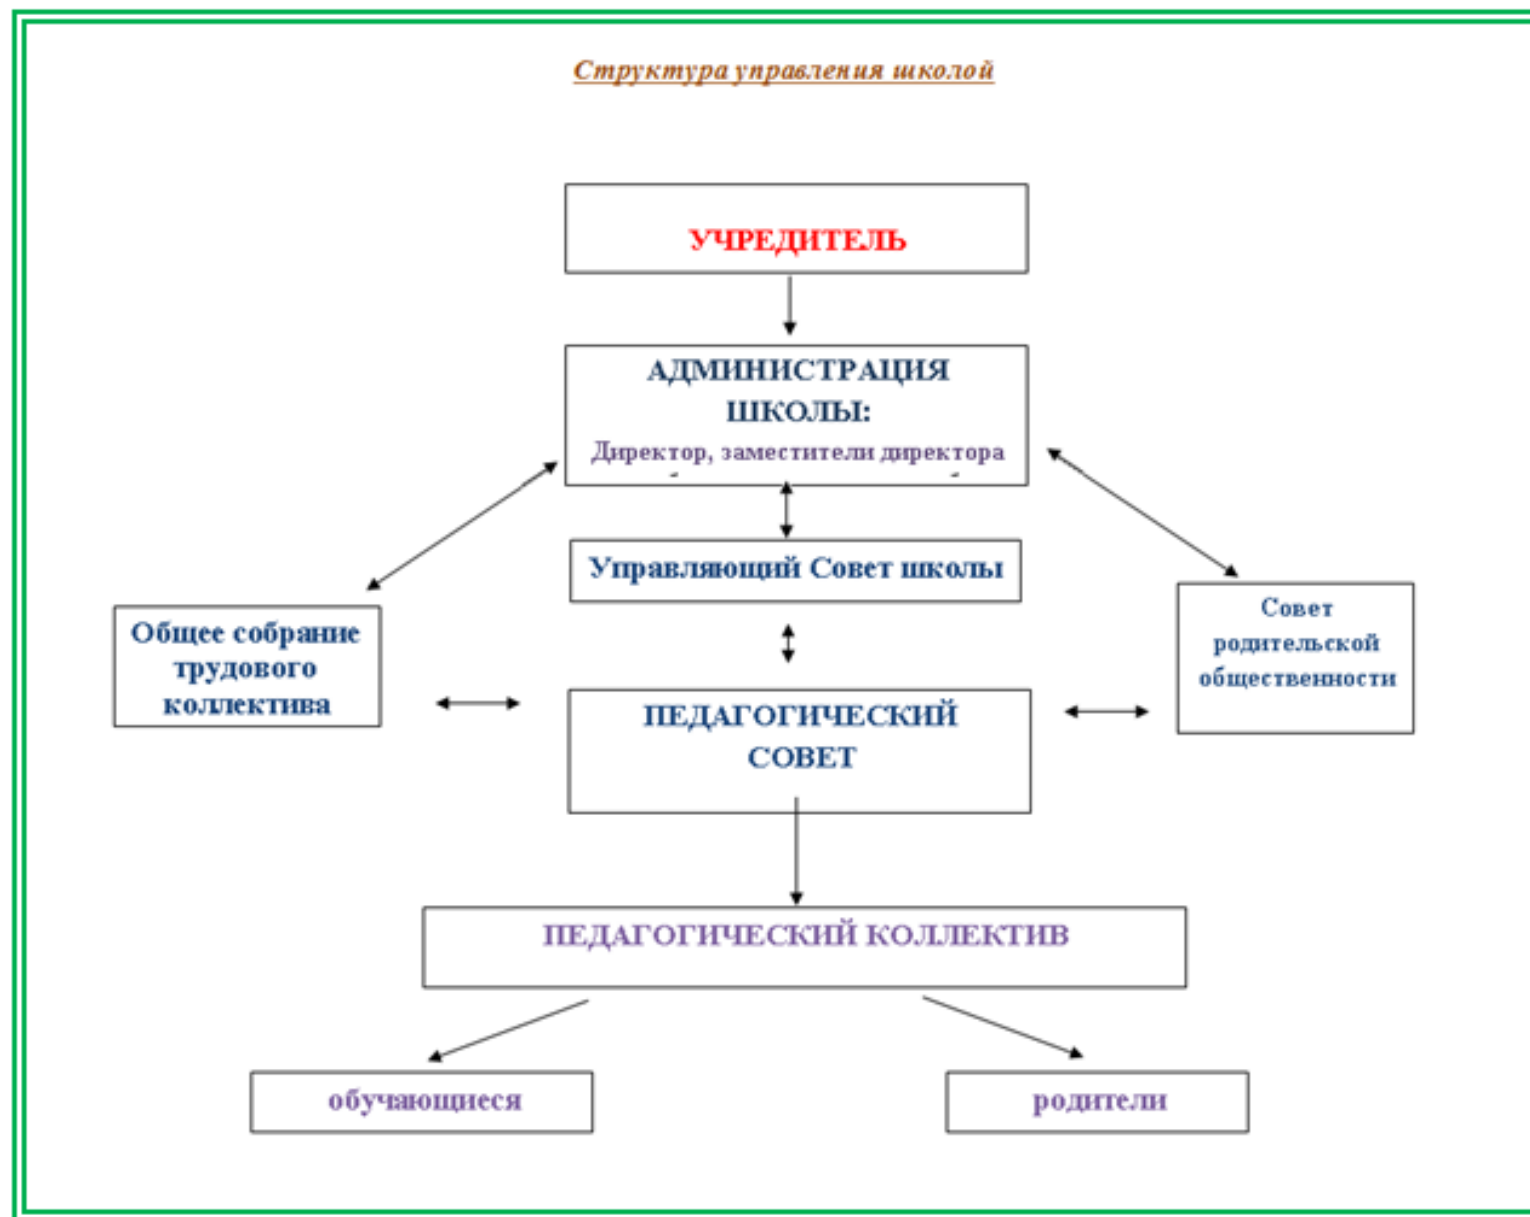 Структура управления школой
УЧРЕДИТЕЛЬ
АДМИНИСТРАЦИЯ
ШКОЛЫ:
Директор, заместители директора
Управляющий Совет школы
Общее собрание
трудового
коллектива
Совет
родительской
общественности
ПЕДАГОГИЧЕСКИЙ
СОВЕТ
ПЕДАГОГИЧЕСКИЙ КОЛЛЕКТИВ
обучающиеся
родители